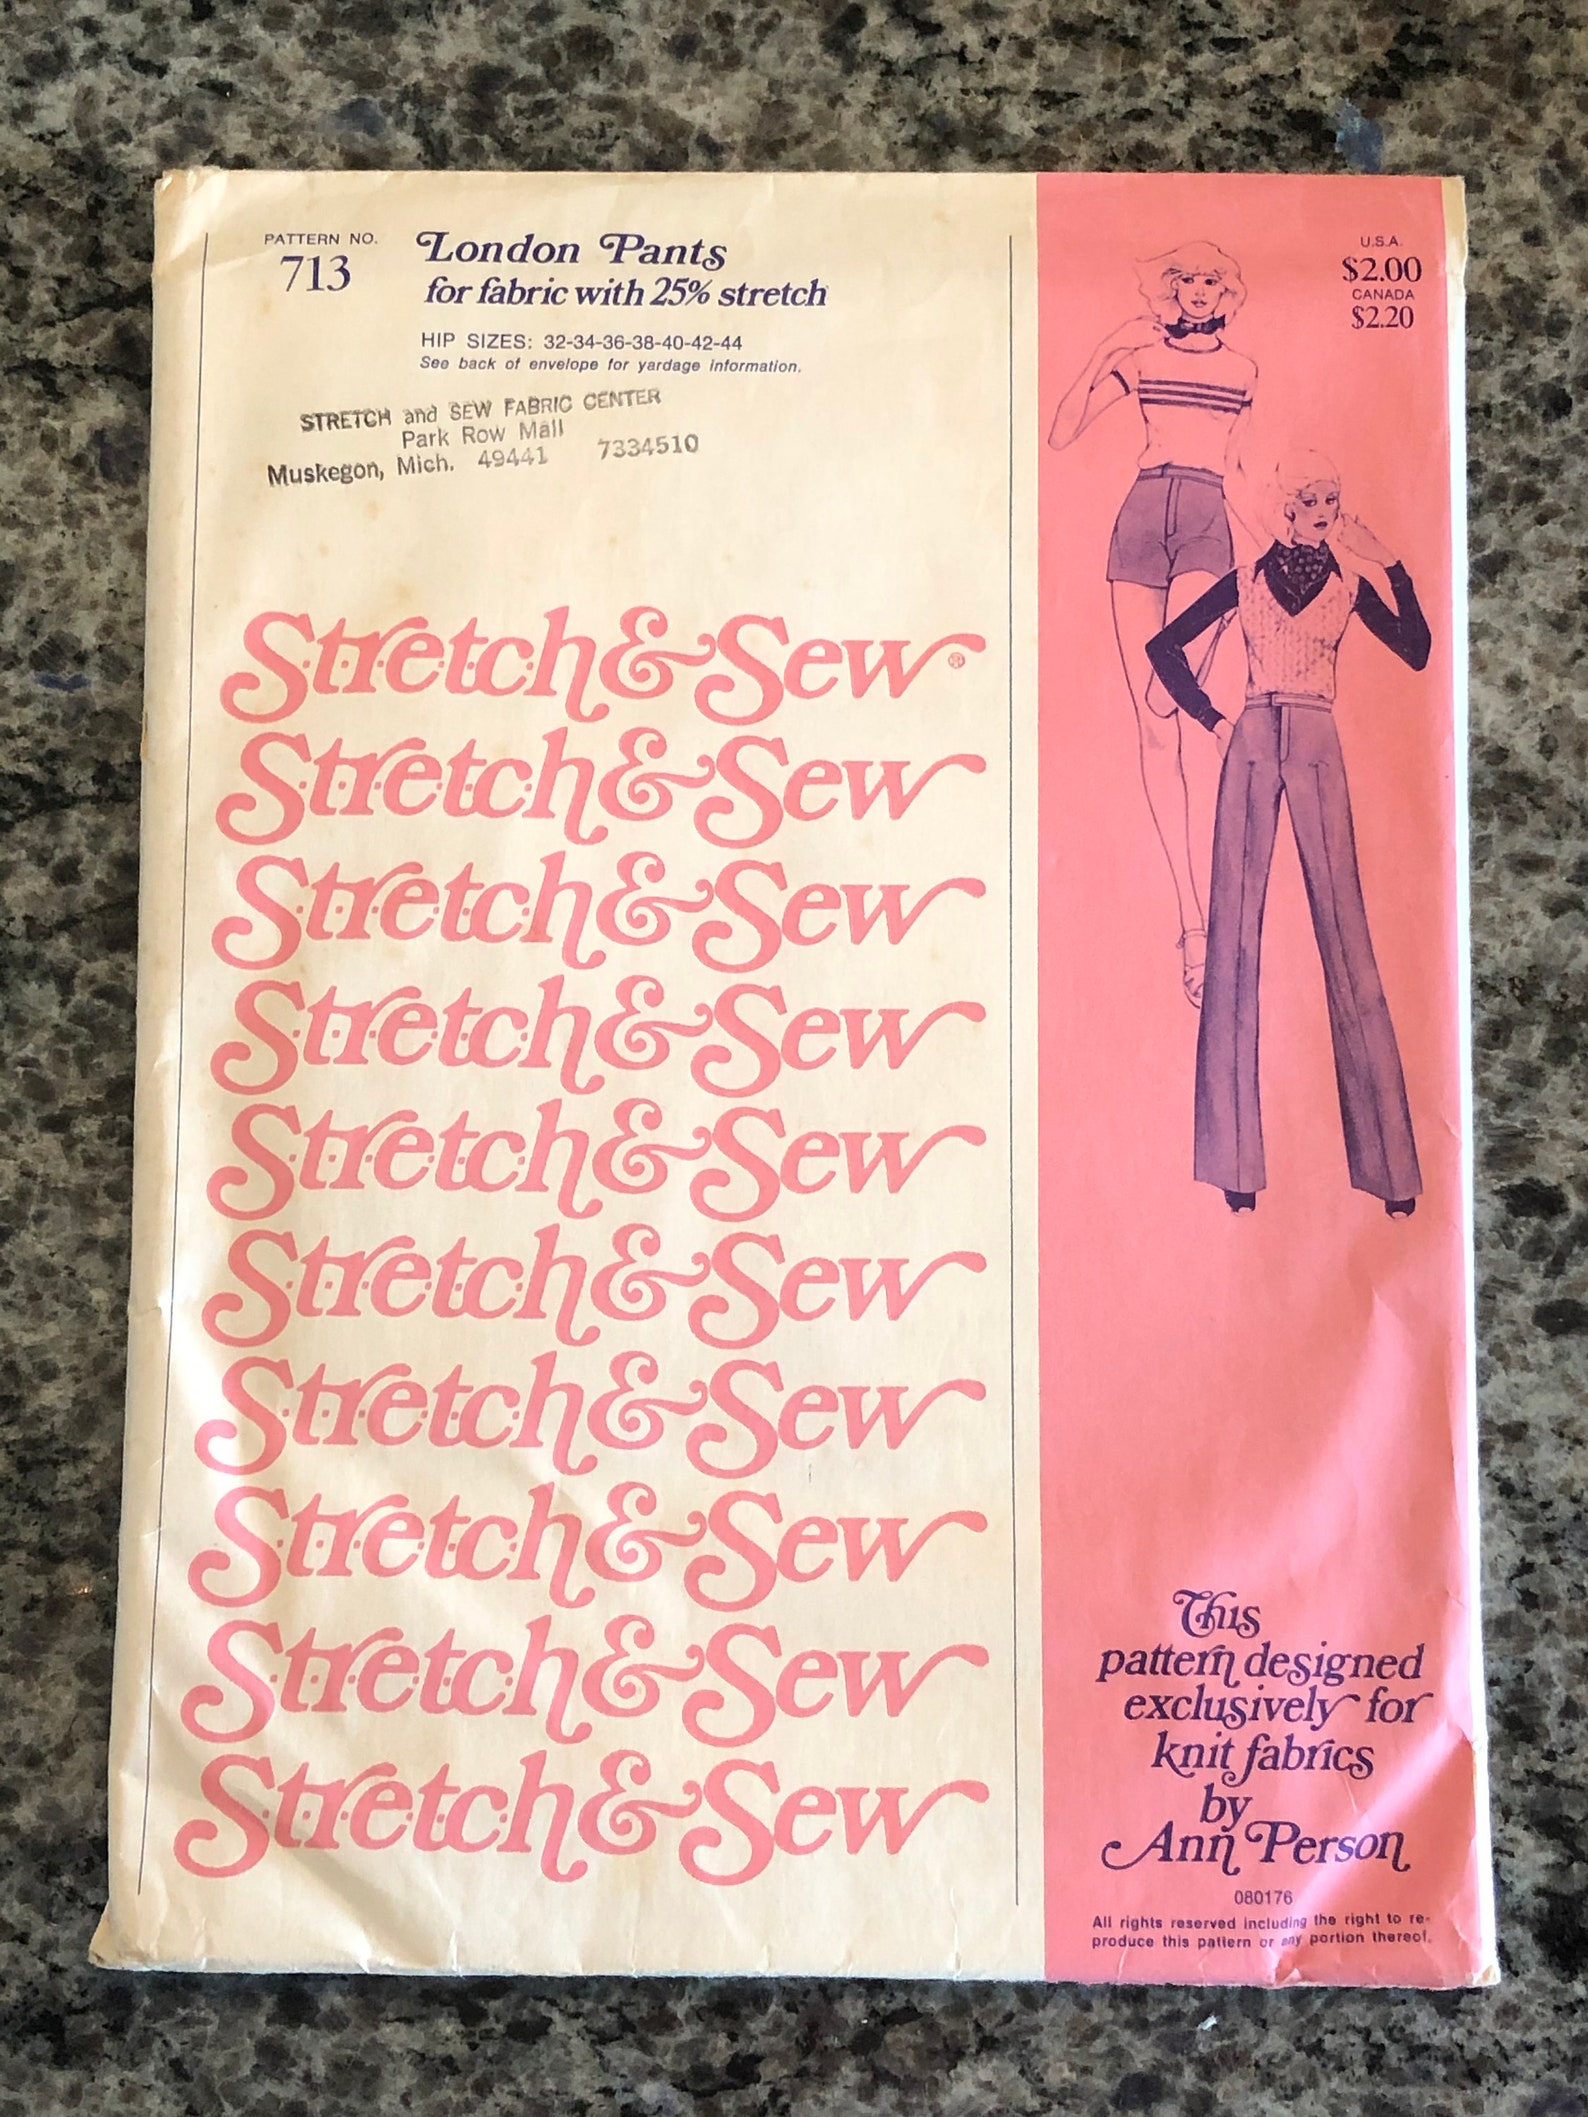 PATTERN NO.
713
London Pants
for fabric with 25% stretch
HIP SIZES: 32-34-36-38-40-42-44
See back of envelope for yardage information.
STRETCH and SEW FABRIC CENTER
Park Row Mall
Muskegon, Mich. 49441 7334510
Stretch & Sew®
Stretch & Sew
Stretch & Sew
Stretch & Sew
Stretch & Sew
Stretch & Sew
Stretch & Sew
Stretch & Sew
Stretch & Sew
Stretch & Sew
U.S.A.
$2.00
CANADA
$2.20
This
pattern designed
exclusively for
knit fabrics
by
Ann Person
080176
All rights reserved including the right to re-
produce this pattern or any portion thereof.